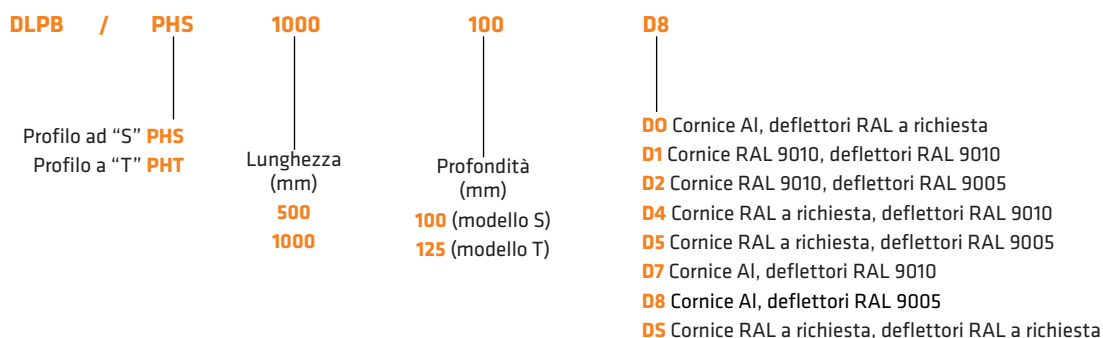 DLPB / PHS 1000 100 D8
Profilo ad “S” PHS
Profilo a “T” PHT
Lunghezza
(mm)
500
1000
Profondità
(mm)
100 (modello S)
125 (modello T)
D0 Cornice Al, deflettori RAL a richiesta
D1 Cornice RAL 9010, deflettori RAL 9010
D2 Cornice RAL 9010, deflettori RAL 9005
D4 Cornice RAL a richiesta, deflettori RAL 9010
D5 Cornice RAL a richiesta, deflettori RAL 9005
D7 Cornice Al, deflettori RAL 9010
D8 Cornice Al, deflettori RAL 9005
DS Cornice RAL a richiesta, deflettori RAL a richiesta